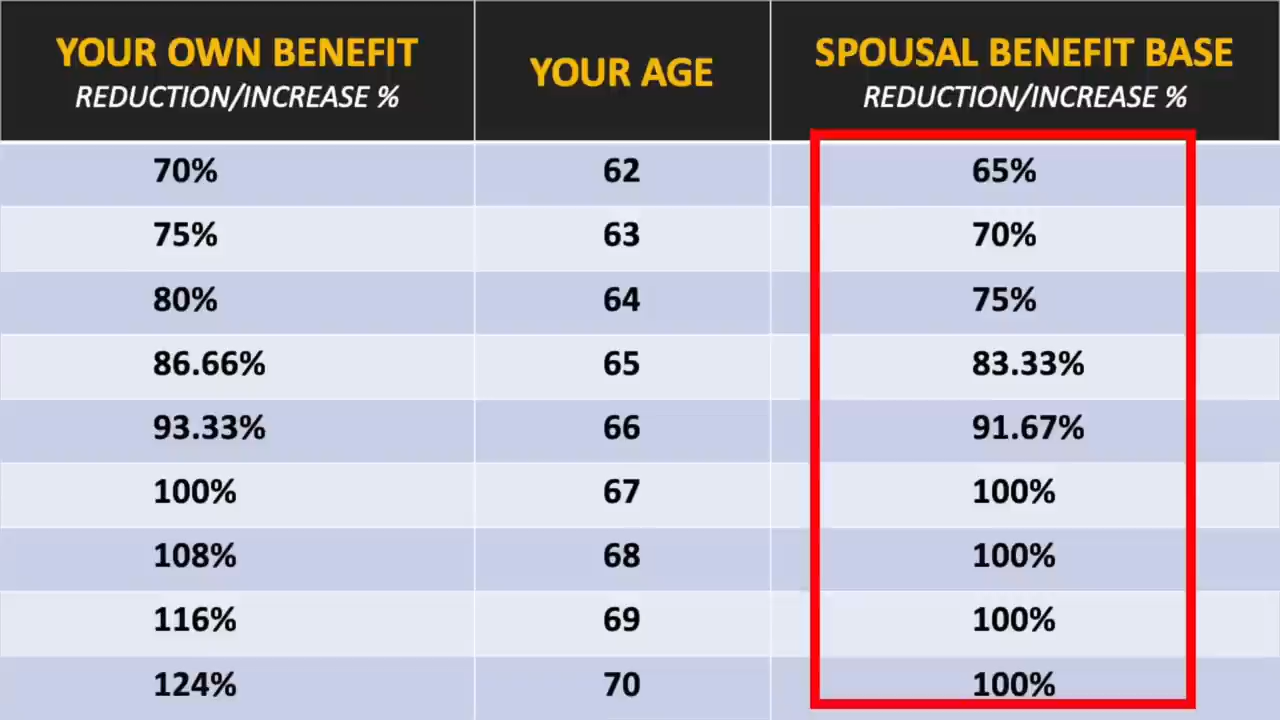 YOUR OWN BENEFIT YOUR AGE SPOUSAL BENEFIT BASE
REDUCTION/INCREASE % REDUCTION/INCREASE %
70% 62 65%
75% 63 70%
80% 64 75%
86.66% 65 83.33%
93.33% 66 91.67%
100% 67 100%
108% 68 100%
116% 69 100%
124% 70 100%